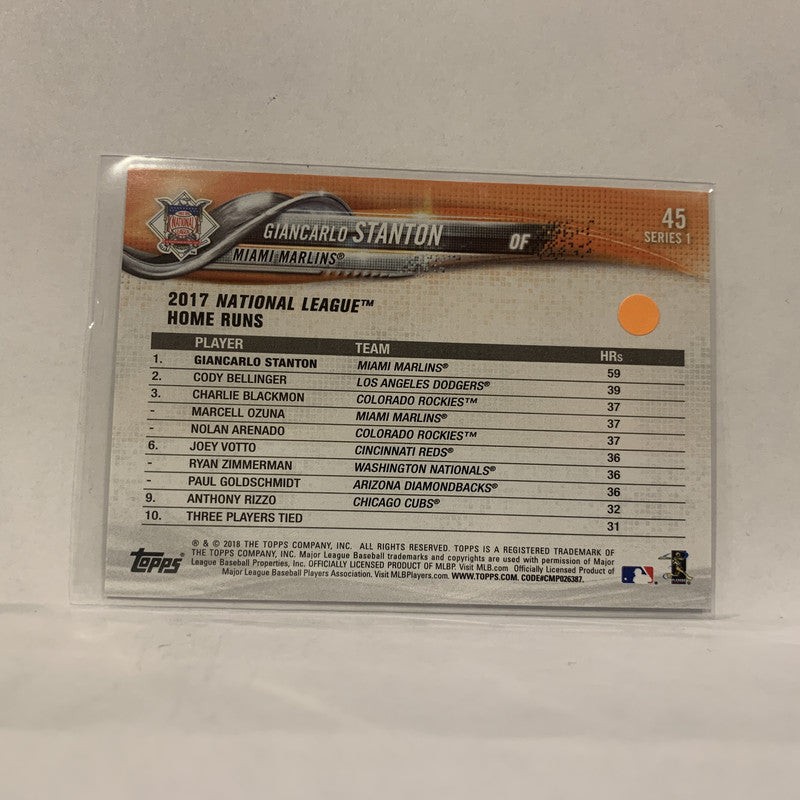 NATIONAL LEAGUE
GIANCARLO STANTON OF
MIAMI MARLINS®
45
SERIES 1
2017 NATIONAL LEAGUE™
HOME RUNS
PLAYER TEAM HRs
1. GIANCARLO STANTON MIAMI MARLINS® 59
2. CODY BELLINGER LOS ANGELES DODGERS® 39
3. CHARLIE BLACKMON COLORADO ROCKIES™ 37
- MARCELL OZUNA MIAMI MARLINS® 37
- NOLAN ARENADO COLORADO ROCKIES™ 37
6. JOEY VOTTO CINCINNATI REDS® 36
- RYAN ZIMMERMAN WASHINGTON NATIONALS® 36
- PAUL GOLDSCHMIDT ARIZONA DIAMONDBACKS® 36
9. ANTHONY RIZZO CHICAGO CUBS® 32
10. THREE PLAYERS TIED 31
Topps
® & © 2018 THE TOPPS COMPANY, INC. ALL RIGHTS RESERVED. TOPPS IS A REGISTERED TRADEMARK OF
THE TOPPS COMPANY, INC. Major League Baseball trademarks and copyrights are used with permission of Major
League Baseball Properties, Inc. OFFICIALLY LICENSED PRODUCT OF MLBP. Visit MLB.com Officially Licensed Product of
Major League Baseball Players Association. Visit MLBPlayers.com. WWW.TOPPS.COM. CODE#CMP026387.